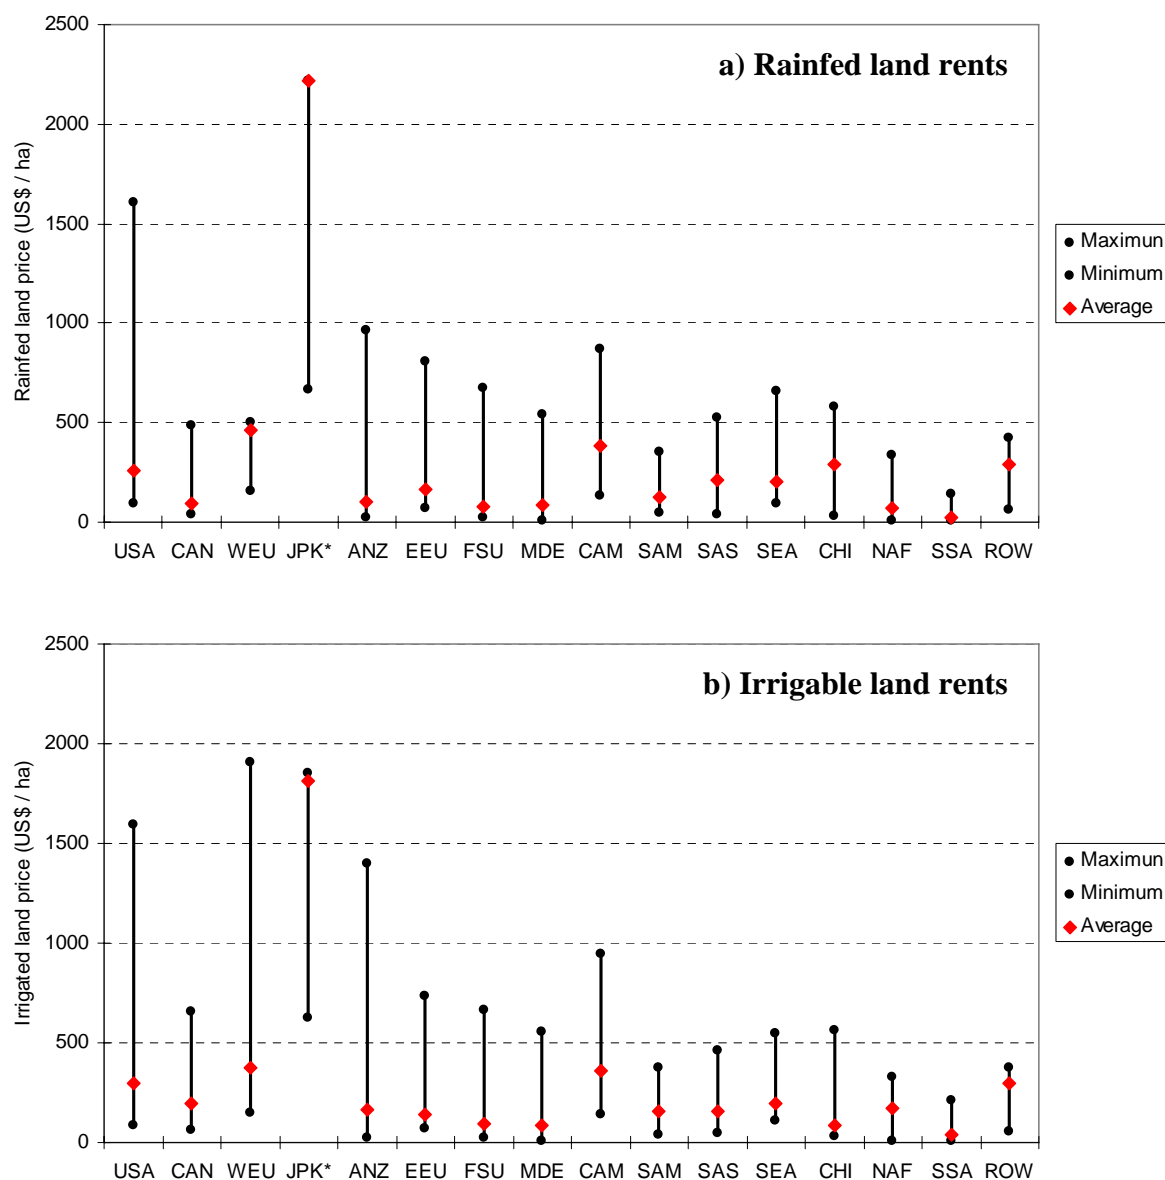 a) Rainfed land rents
Rainfed land price (US$ / ha)
2500
2000
1500
1000
500
0
USA CAN WEU JPK* ANZ EEU FSU MDE CAM SAM SAS SEA CHI NAF SSA ROW
Maximun
Minimum
Average
b) Irrigable land rents
Irrigated land price (US$ / ha)
2500
2000
1500
1000
500
0
USA CAN WEU JPK* ANZ EEU FSU MDE CAM SAM SAS SEA CHI NAF SSA ROW
Maximun
Minimum
Average